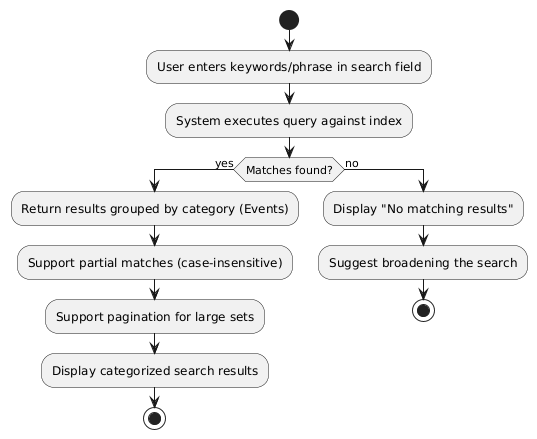 User enters keywords/phrase in search field
System executes query against index
Matches found?
yes
no
Return results grouped by category (Events)
Support partial matches (case-insensitive)
Support pagination for large sets
Display categorized search results
Display "No matching results"
Suggest broadening the search